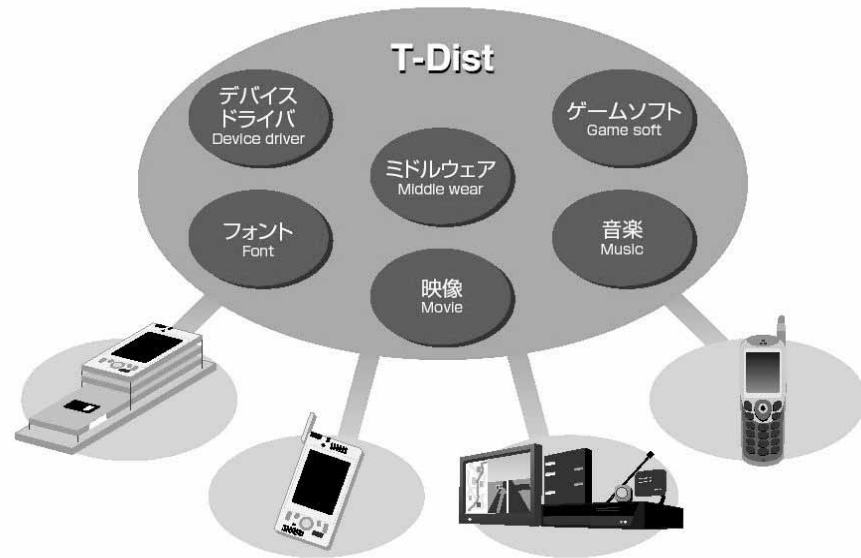 T-Dist
デバイス
ドライバ
Device driver
ゲームソフト
Game soft
ミドルウェア
Middle wear
フォント
Font
音楽
Music
映像
Movie